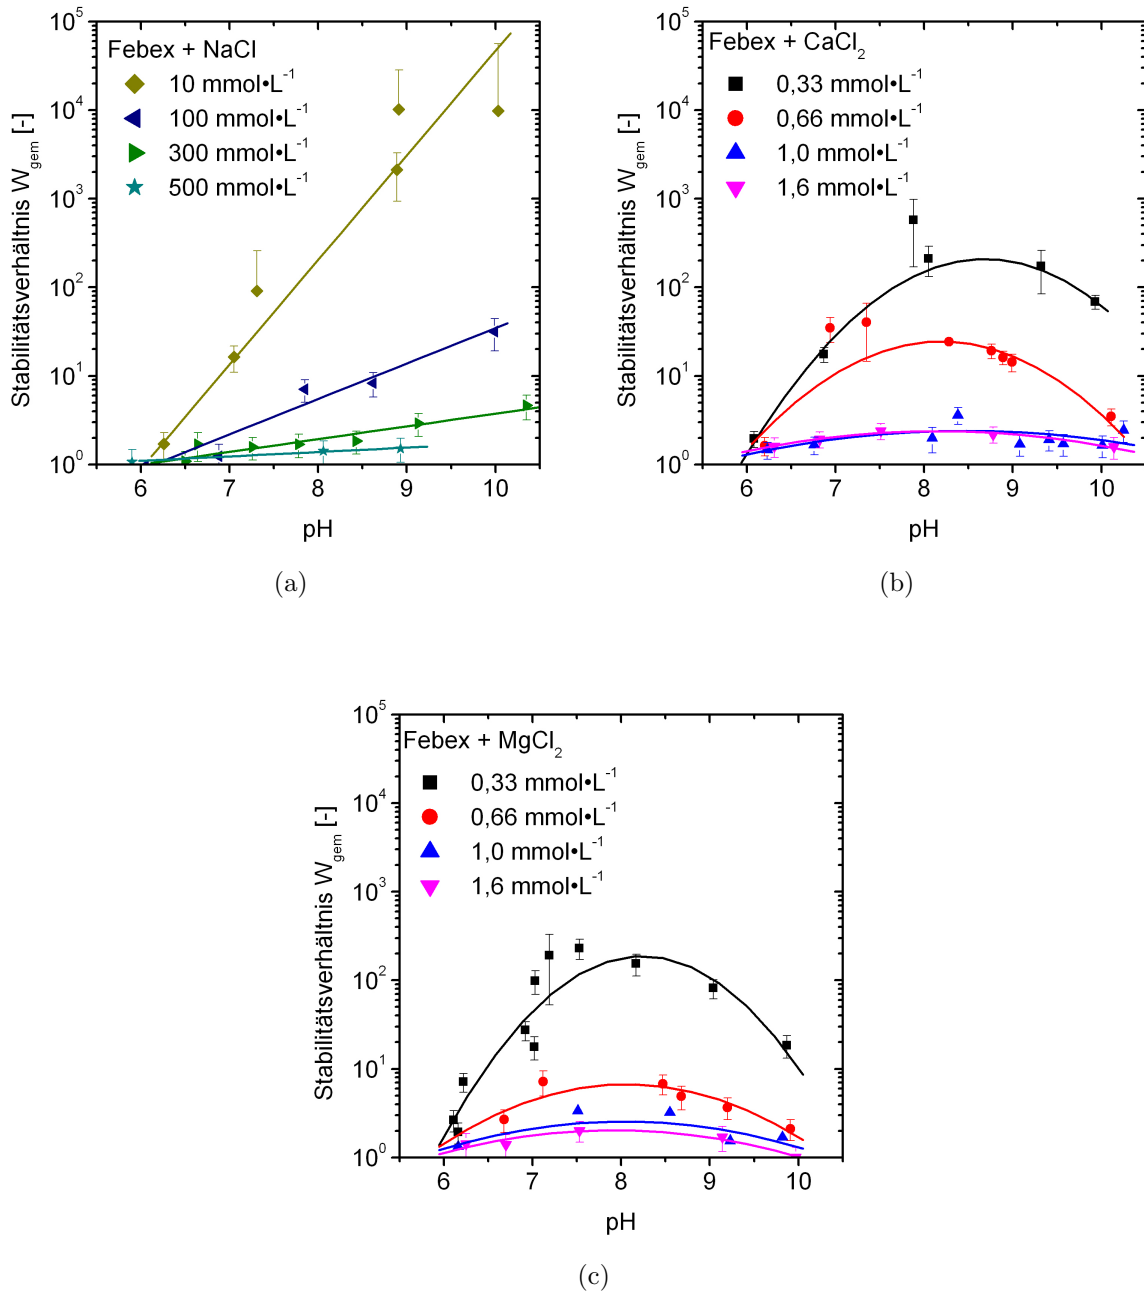 Febex + NaCl
10 mmol•L⁻¹
100 mmol•L⁻¹
300 mmol•L⁻¹
500 mmol•L⁻¹
Stabilitätsverhältnis W_gem [-]
10⁵
10⁴
10³
10²
10¹
10⁰
6 7 8 9 10
pH
(a)
Febex + CaCl₂
0,33 mmol•L⁻¹
0,66 mmol•L⁻¹
1,0 mmol•L⁻¹
1,6 mmol•L⁻¹
Stabilitätsverhältnis W_gem [-]
10⁵
10⁴
10³
10²
10¹
10⁰
6 7 8 9 10
pH
(b)
Febex + MgCl₂
0,33 mmol•L⁻¹
0,66 mmol•L⁻¹
1,0 mmol•L⁻¹
1,6 mmol•L⁻¹
Stabilitätsverhältnis W_gem [-]
10⁵
10⁴
10³
10²
10¹
10⁰
6 7 8 9 10
pH
(c)